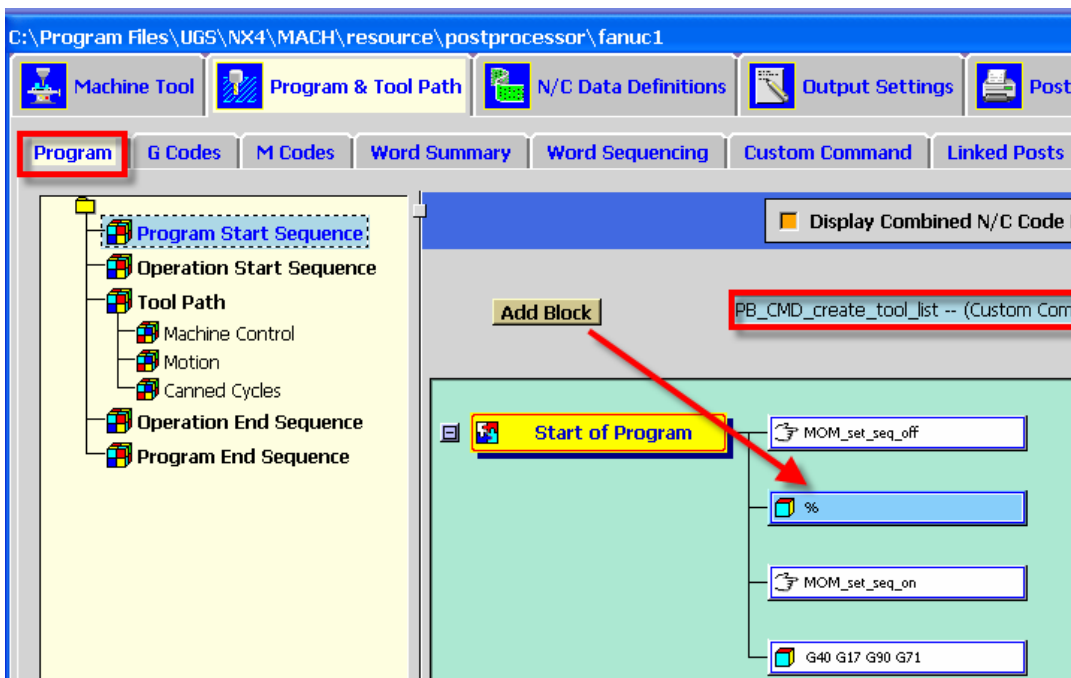 C:\Program Files\UGS\NX4\MACH\resource\postprocessor\fanuc1
Machine Tool
Program & Tool Path
N/C Data Definitions
Output Settings
Post
Program
G Codes
M Codes
Word Summary
Word Sequencing
Custom Command
Linked Posts
Program Start Sequence
Operation Start Sequence
Tool Path
Machine Control
Motion
Canned Cycles
Operation End Sequence
Program End Sequence
Display Combined N/C Code
Add Block
PB_CMD_create_tool_list -- (Custom Com
Start of Program
MOM_set_seq_off
%
MOM_set_seq_on
G40 G17 G90 G71